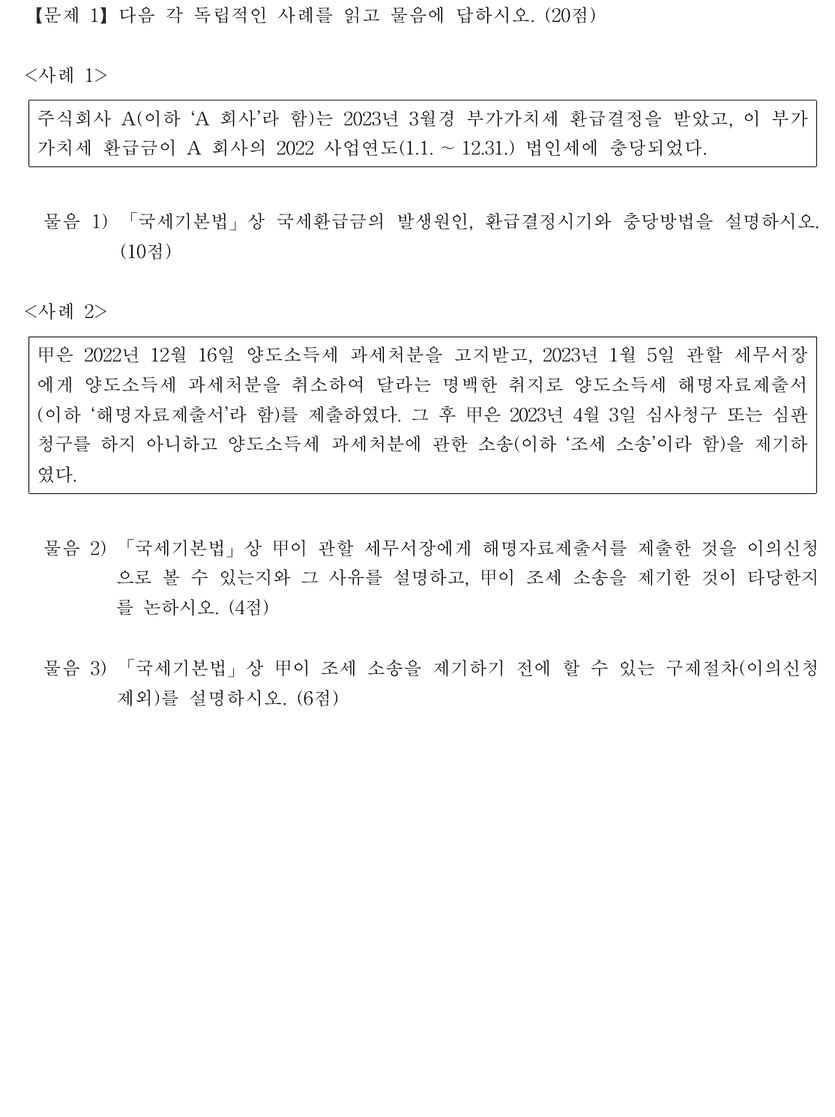 【문제 1】다음 각 독립적인 사례를 읽고 물음에 답하시오. (20점)
<사례 1>
주식회사 A(이하 ‘A 회사’라 함)는 2023년 3월경 부가가치세 환급결정을 받았고, 이 부가
가치세 환급금이 A 회사의 2022 사업연도(1.1. ~ 12.31.) 법인세에 충당되었다.
물음 1) 「국세기본법」상 국세환급금의 발생원인, 환급결정시기와 충당방법을 설명하시오.
(10점)
<사례 2>
甲은 2022년 12월 16일 양도소득세 과세처분을 고지받고, 2023년 1월 5일 관할 세무서장
에게 양도소득세 과세처분을 취소하여 달라는 명백한 취지로 양도소득세 해명자료제출서
(이하 ‘해명자료제출서’라 함)를 제출하였다. 그 후 甲은 2023년 4월 3일 심사청구 또는 심판
청구를 하지 아니하고 양도소득세 과세처분에 관한 소송(이하 ‘조세 소송’이라 함)을 제기하
였다.
물음 2) 「국세기본법」상 甲이 관할 세무서장에게 해명자료제출서를 제출한 것을 이의신청
으로 볼 수 있는지와 그 사유를 설명하고, 甲이 조세 소송을 제기한 것이 타당한지
를 논하시오. (4점)
물음 3) 「국세기본법」상 甲이 조세 소송을 제기하기 전에 할 수 있는 구제절차(이의신청
제외)를 설명하시오. (6점)